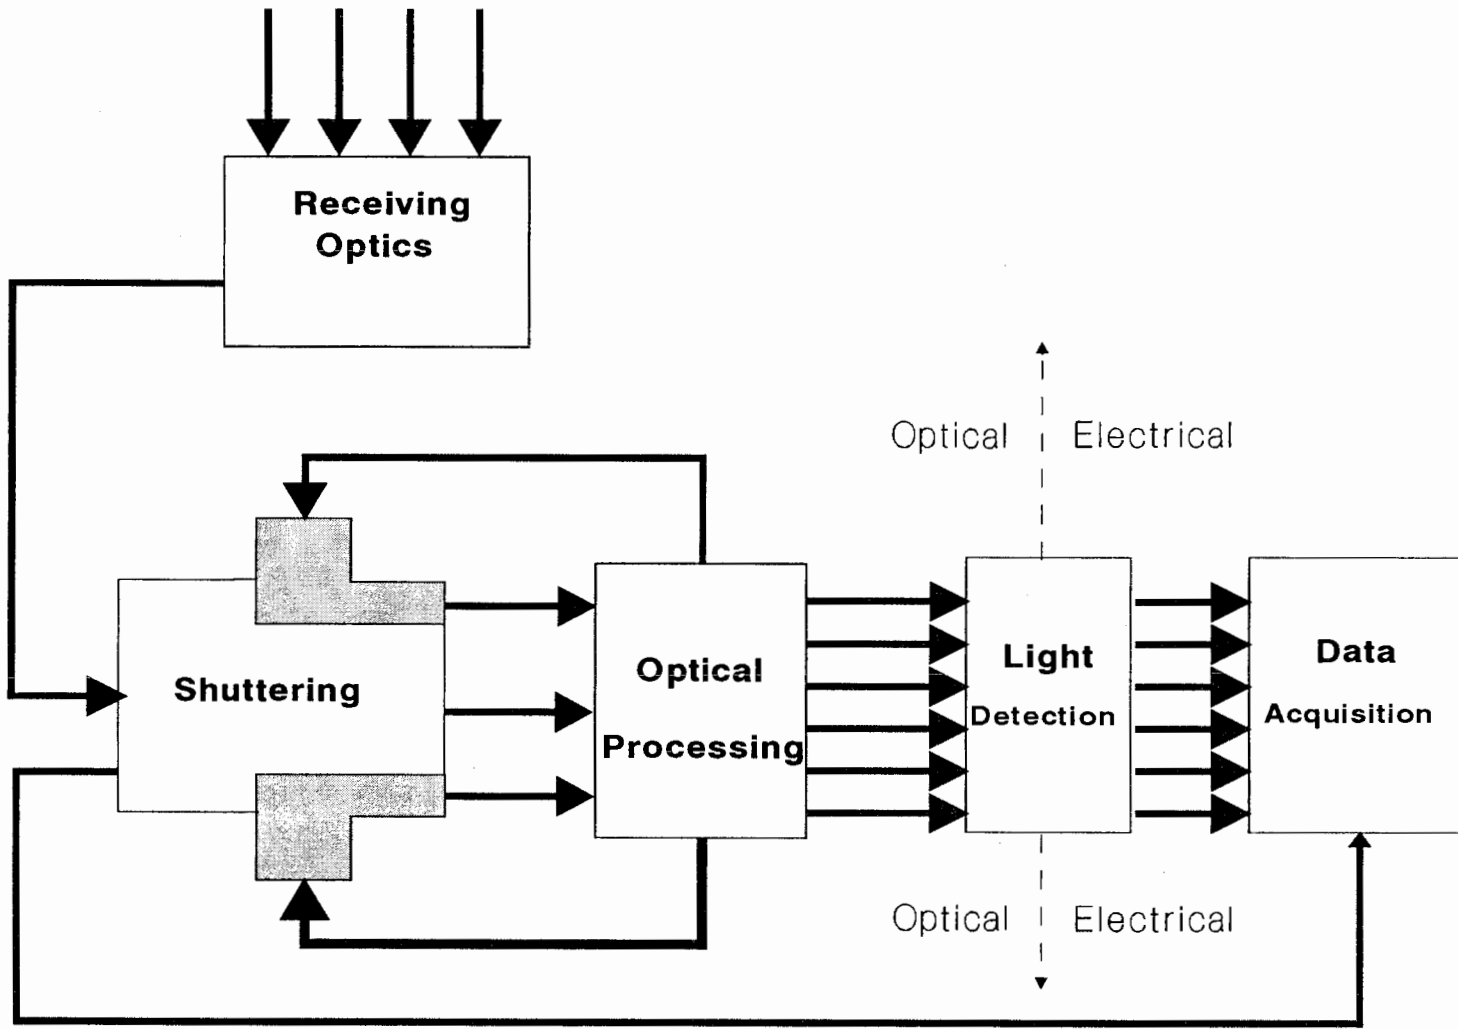 Receiving
Optics
Optical
Electrical
Shuttering
Optical
Processing
Light
Detection
Data
Acquisition
Optical
Electrical